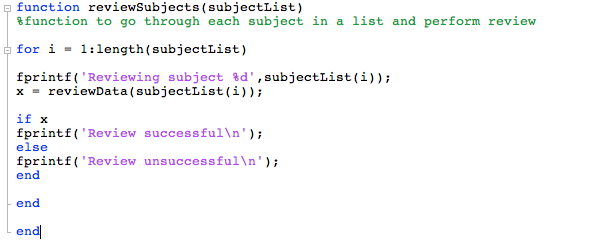 function reviewSubjects(subjectList)
%function to go through each subject in a list and perform review
for i = 1:length(subjectList)
fprintf('Reviewing subject %d',subjectList(i));
x = reviewData(subjectList(i));
if x
fprintf('Review successful\n');
else
fprintf('Review unsuccessful\n');
end
end
end